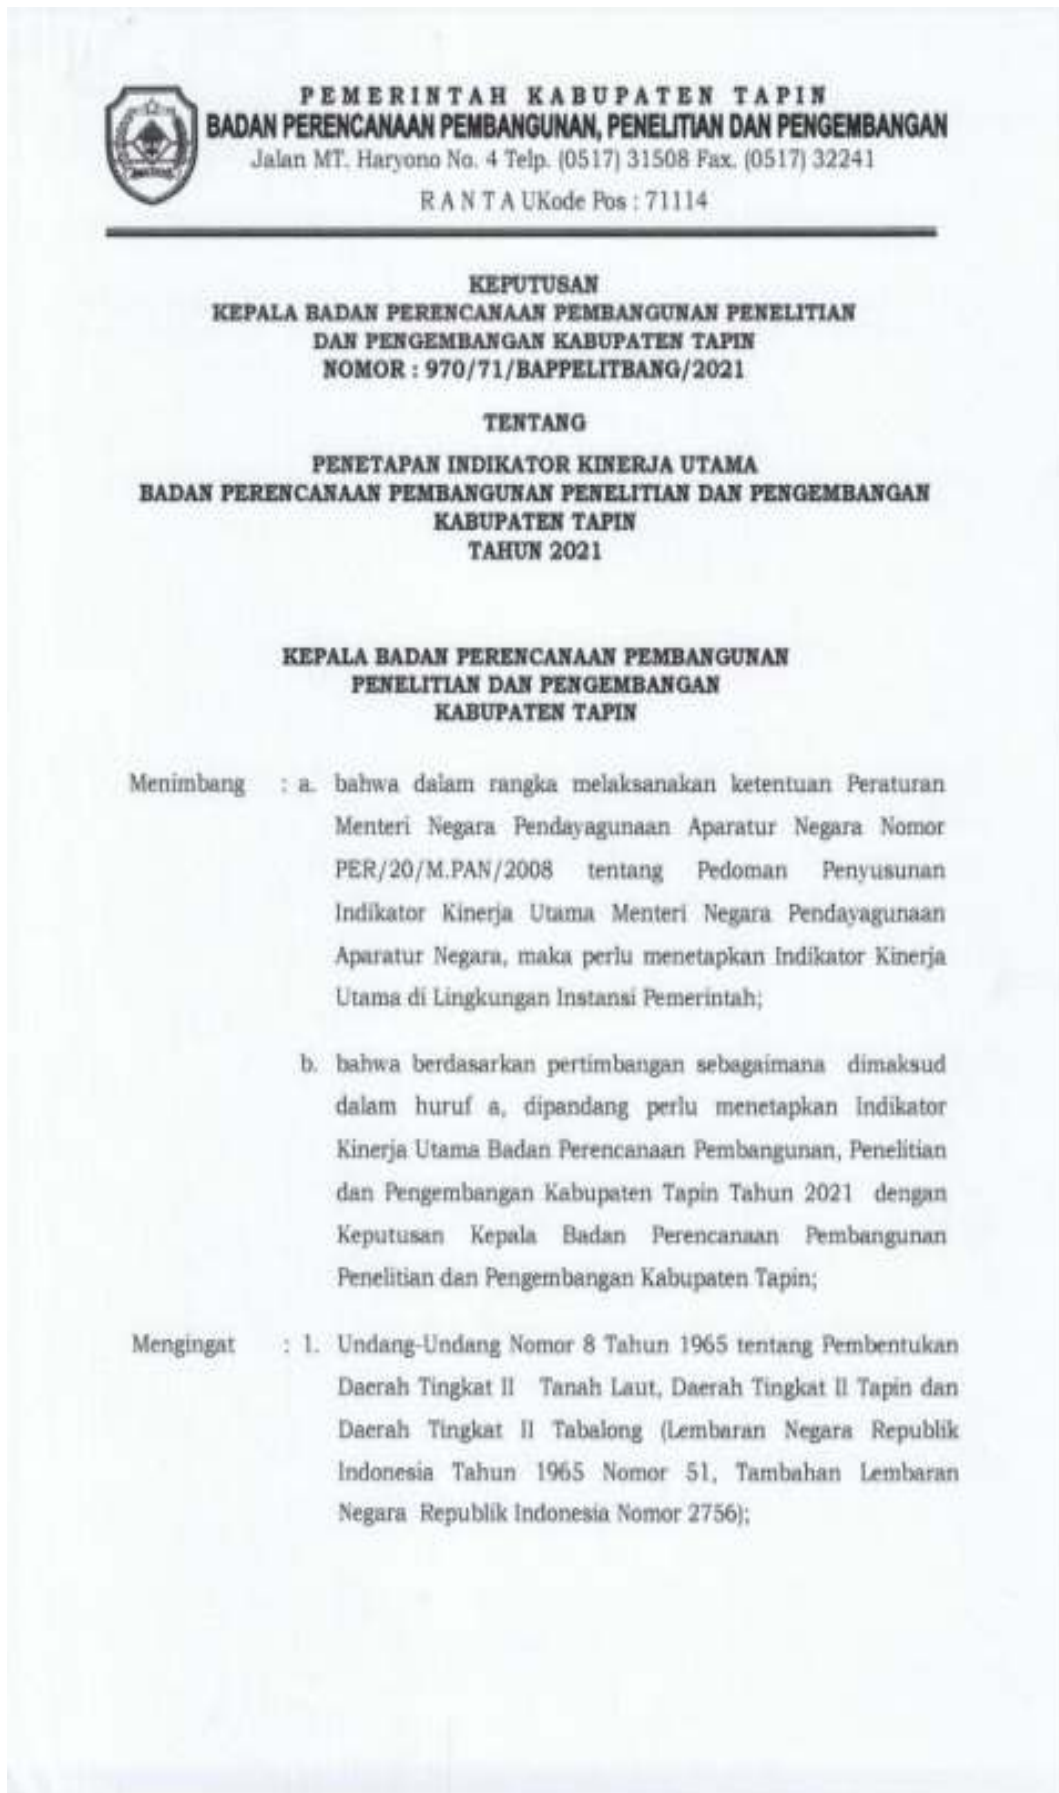 PEMERINTAH KABUPATEN TAPIN
BADAN PERENCANAAN PEMBANGUNAN, PENELITIAN DAN PENGEMBANGAN
Jalan MT. Haryono No. 4 Telp. (0517) 31508 Fax. (0517) 32241
R A N T A UKode Pos : 71114
KEPUTUSAN
KEPALA BADAN PERENCANAAN PEMBANGUNAN PENELITIAN
DAN PENGEMBANGAN KABUPATEN TAPIN
NOMOR : 970/71/BAPPELITBANG/2021
TENTANG
PENETAPAN INDIKATOR KINERJA UTAMA
BADAN PERENCANAAN PEMBANGUNAN PENELITIAN DAN PENGEMBANGAN
KABUPATEN TAPIN
TAHUN 2021
KEPALA BADAN PERENCANAAN PEMBANGUNAN
PENELITIAN DAN PENGEMBANGAN
KABUPATEN TAPIN
Menimbang : a. bahwa dalam rangka melaksanakan ketentuan Peraturan
Menteri Negara Pendayagunaan Aparatur Negara Nomor
PER/20/M.PAN/2008 tentang Pedoman Penyusunan
Indikator Kinerja Utama Menteri Negara Pendayagunaan
Aparatur Negara, maka perlu menetapkan Indikator Kinerja
Utama di Lingkungan Instansi Pemerintah;
b. bahwa berdasarkan pertimbangan sebagaimana dimaksud
dalam huruf a, dipandang perlu menetapkan Indikator
Kinerja Utama Badan Perencanaan Pembangunan, Penelitian
dan Pengembangan Kabupaten Tapin Tahun 2021 dengan
Keputusan Kepala Badan Perencanaan Pembangunan
Penelitian dan Pengembangan Kabupaten Tapin;
Mengingat : 1. Undang-Undang Nomor 8 Tahun 1965 tentang Pembentukan
Daerah Tingkat II Tanah Laut, Daerah Tingkat II Tapin dan
Daerah Tingkat II Tabalong (Lembaran Negara Republik
Indonesia Tahun 1965 Nomor 51, Tambahan Lembaran
Negara Republik Indonesia Nomor 2756);